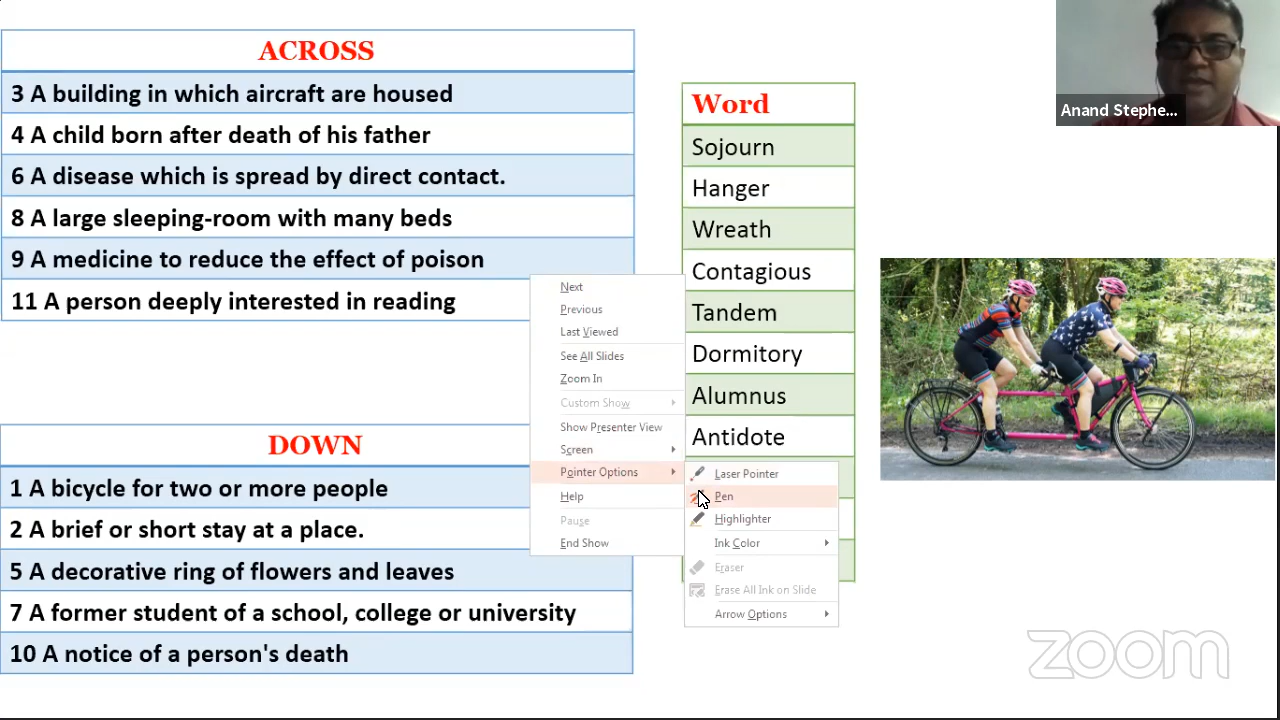 ACROSS
3 A building in which aircraft are housed
4 A child born after death of his father
6 A disease which is spread by direct contact.
8 A large sleeping-room with many beds
9 A medicine to reduce the effect of poison
11 A person deeply interested in reading
DOWN
1 A bicycle for two or more people
2 A brief or short stay at a place.
5 A decorative ring of flowers and leaves
7 A former student of a school, college or university
10 A notice of a person's death
Word
Sojourn
Hanger
Wreath
Contagious
Tandem
Dormitory
Alumnus
Antidote
Next
Previous
Last Viewed
See All Slides
Zoom In
Custom Show
Show Presenter View
Screen
Pointer Options
Help
Pause
End Show
Laser Pointer
Pen
Highlighter
Ink Color
Eraser
Erase All Ink on Slide
Arrow Options
Anand Stephe...
zoom